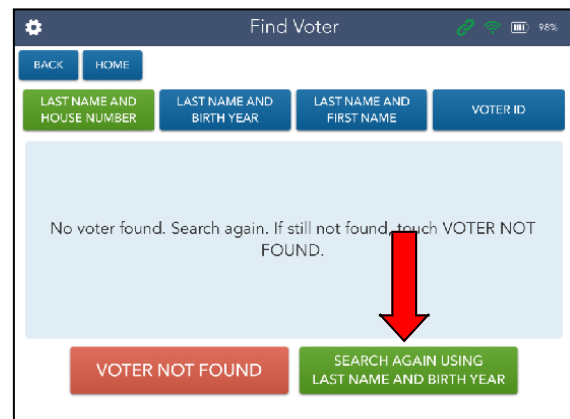 Find Voter
98%
BACK
HOME
LAST NAME AND
HOUSE NUMBER
LAST NAME AND
BIRTH YEAR
LAST NAME AND
FIRST NAME
VOTER ID
No voter found. Search again. If still not found, touch VOTER NOT
FOUND.
VOTER NOT FOUND
SEARCH AGAIN USING
LAST NAME AND BIRTH YEAR